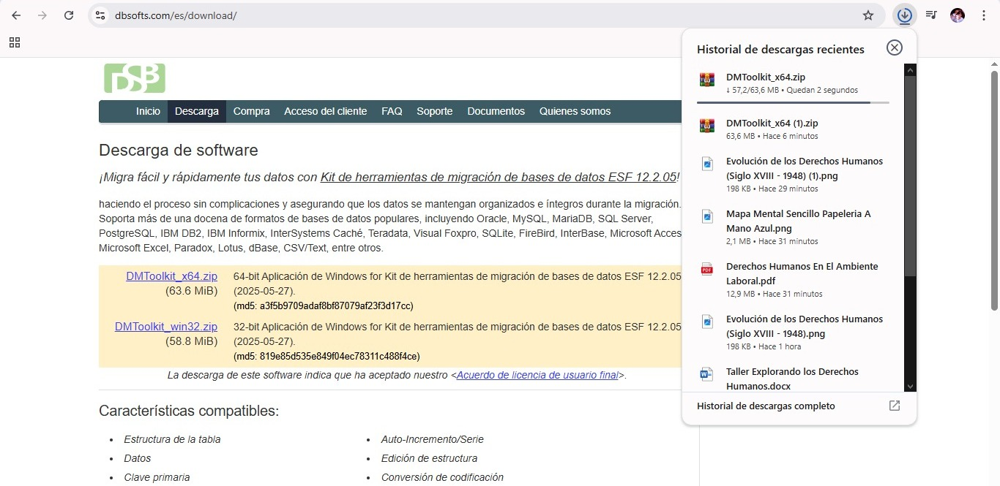 dbsofts.com/es/download/
DSB
Inicio Descarga Compra Acceso del cliente FAQ Soporte Documentos Quienes somos
Descarga de software
¡Migra fácil y rápidamente tus datos con Kit de herramientas de migración de bases de datos ESF 12.2.05!
haciendo el proceso sin complicaciones y asegurando que los datos se mantengan organizados e íntegros durante la migración.
Soporta más de una docena de formatos de bases de datos populares, incluyendo Oracle, MySQL, MariaDB, SQL Server,
PostgreSQL, IBM DB2, IBM Informix, InterSystems Caché, Teradata, Visual Foxpro, SQLite, FireBird, InterBase, Microsoft Acces
Microsoft Excel, Paradox, Lotus, dBase, CSV/Text, entre otros.
DMToolkit_x64.zip 64-bit Aplicación de Windows for Kit de herramientas de migración de bases de datos ESF 12.2.05
(63.6 MiB) (2025-05-27).
(md5: a3f5b9709adaf8bf87079af23f3d17cc)
DMToolkit_win32.zip 32-bit Aplicación de Windows for Kit de herramientas de migración de bases de datos ESF 12.2.05
(58.8 MiB) (2025-05-27).
(md5: 819e85d535e849f04ec78311c488f4ce)
La descarga de este software indica que ha aceptado nuestro <Acuerdo de licencia de usuario final>.
Características compatibles:
• Estructura de la tabla
• Datos
• Clave primaria
• Auto-Incremento/Serie
• Edición de estructura
• Conversión de codificación
Historial de descargas recientes
DMToolkit_x64.zip
↓ 57,2/63,6 MB • Quedan 2 segundos
DMToolkit_x64 (1).zip
63,6 MB • Hace 6 minutos
Evolución de los Derechos Humanos
(Siglo XVIII - 1948) (1).png
198 KB • Hace 29 minutos
Mapa Mental Sencillo Papeleria A
Mano Azul.png
2,1 MB • Hace 31 minutos
PDF
Derechos Humanos En El Ambiente
Laboral.pdf
12,9 MB • Hace 31 minutos
Evolución de los Derechos Humanos
(Siglo XVIII - 1948).png
198 KB • Hace 1 hora
W
Taller Explorando los Derechos
Humanos.docx
Historial de descargas completo